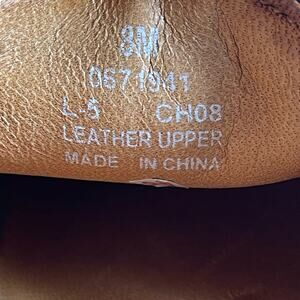 8M
0671941
L-5 CH08
LEATHER UPPER
MADE IN CHINA